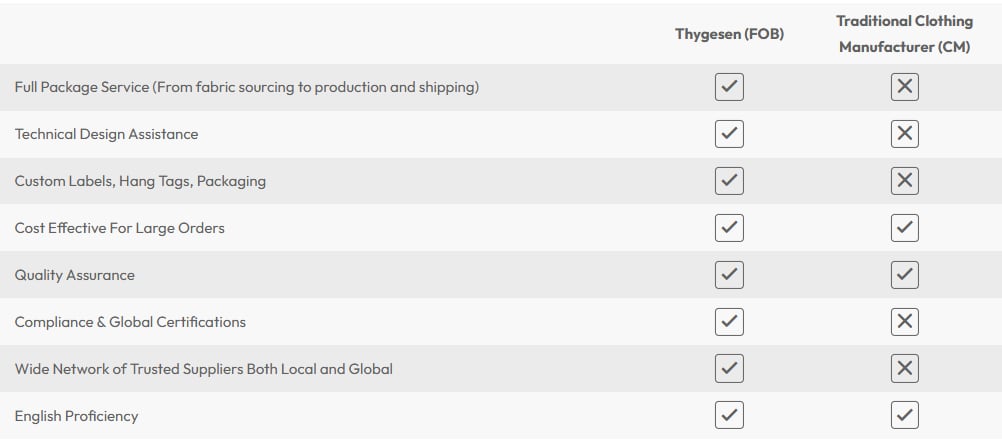 Thygesen (FOB)
Traditional Clothing
Manufacturer (CM)
Full Package Service (From fabric sourcing to production and shipping)
Technical Design Assistance
Custom Labels, Hang Tags, Packaging
Cost Effective For Large Orders
Quality Assurance
Compliance & Global Certifications
Wide Network of Trusted Suppliers Both Local and Global
English Proficiency